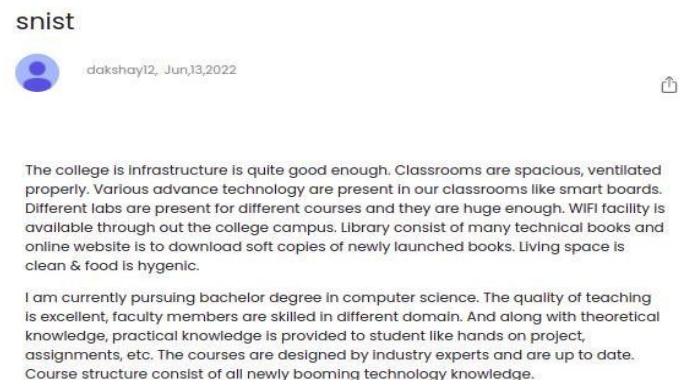 snist
dakshay12, Jun,13,2022
The college is infrastructure is quite good enough. Classrooms are spacious, ventilated
properly. Various advance technology are present in our classrooms like smart boards.
Different labs are present for different courses and they are huge enough. WIFI facility is
available through out the college campus. Library consist of many technical books and
online website is to download soft copies of newly launched books. Living space is
clean & food is hygenic.
I am currently pursuing bachelor degree in computer science. The quality of teaching
is excellent, faculty members are skilled in different domain. And along with theoretical
knowledge, practical knowledge is provided to student like hands on project,
assignments, etc. The courses are designed by industry experts and are up to date.
Course structure consist of all newly booming technology knowledge.